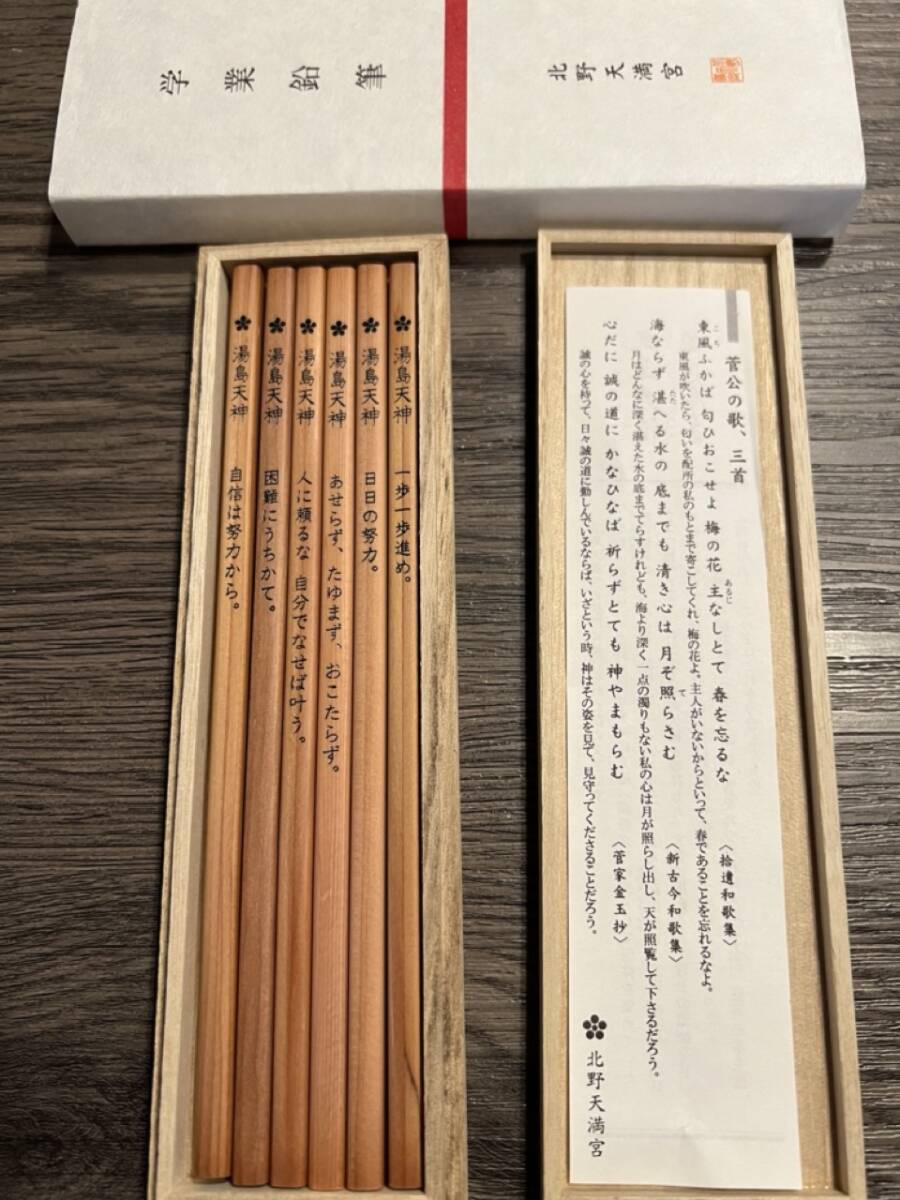 学業鉛筆
北野天満宮
湯島天神 一歩一歩進め。
湯島天神 日日の努力。
湯島天神 あせらず、たゆまず、おこたらず。
湯島天神 人に頼るな 自分でなせば叶う。
湯島天神 困難にうちかて。
湯島天神 自信は努力から。
菅公の歌、三首
東風ふかば 匂ひおこせよ 梅の花 主なしとて 春を忘るな 〈拾遺和歌集〉
東風が吹いたら、匂いを配所の私のもとまで寄こしてくれ、梅の花よ。主人がいないからといって、春であることを忘れるなよ。
海ならず 湛へる水の 底までも 清き心は 月ぞ照らさむ 〈新古今和歌集〉
月はどんなに深く湛えた水の底まででてらすけれども、海より深く一点の濁りもない私の心は月が照らし出し、天が照覧して下さるだろう。
心だに 誠の道に かなひなば 祈らずとても 神やまもらむ 〈菅家金玉抄〉
誠の心を持って、日々誠の道に勤しんでいるならば、いざという時、神はその姿を見て、見守ってくださることだろう。
北野天満宮